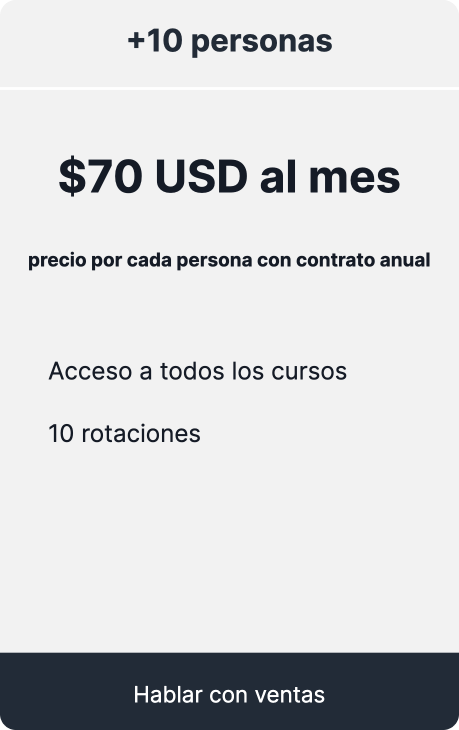 +10 personas
$70 USD al mes
precio por cada persona con contrato anual
Acceso a todos los cursos
10 rotaciones
Hablar con ventas